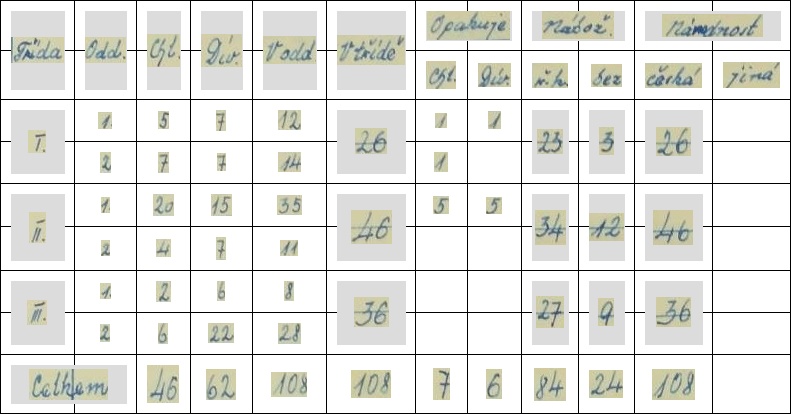 Opakuje Nábož. Národnost
Třída Odd. Chl. Dív. V odd V třídě
Chl. Dív. ř.k. bez česká jiná
I. 1. 5 7 12 26 1 1 23 3 26
2 7 7 14 1
II. 1. 20 15 35 46 5 5 34 12 46
2 4 7 11
III. 1. 2 6 8 36 27 9 36
2 6 22 28
Celkem 46 62 108 108 7 6 84 24 108